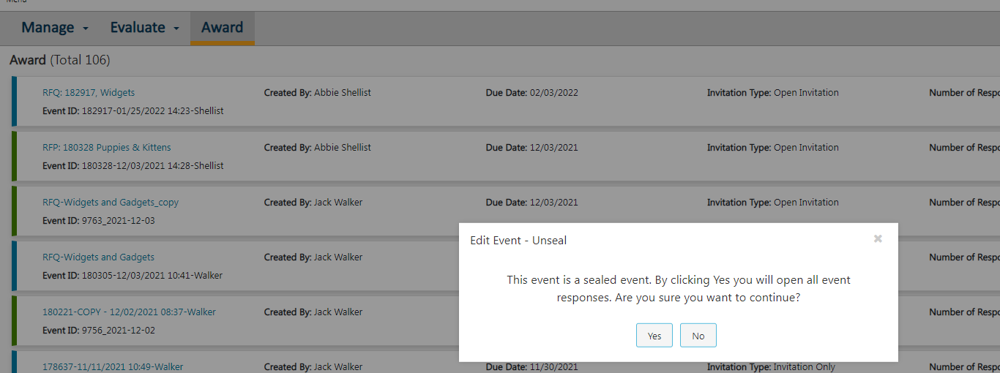 Menu
Manage Evaluate Award
Award (Total 106)
RFQ: 182917, Widgets Created By: Abbie Shellist Due Date: 02/03/2022 Invitation Type: Open Invitation Number of Respo
Event ID: 182917-01/25/2022 14:23-Shellist
RFP: 180328 Puppies & Kittens Created By: Abbie Shellist Due Date: 12/03/2021 Invitation Type: Open Invitation Number of Respo
Event ID: 180328-12/03/2021 14:28-Shellist
RFQ-Widgets and Gadgets_copy Created By: Jack Walker Due Date: 12/03/2021 Invitation Type: Open Invitation Number of Respo
Event ID: 9763_2021-12-03
RFQ-Widgets and Gadgets Created By: Jack Walker Number of Respo
Event ID: 180305-12/03/2021 10:41-Walker
180221-COPY - 12/02/2021 08:37-Walker Created By: Jack Walker Number of Respo
Event ID: 9756_2021-12-02
178637-11/11/2021 10:49-Walker Created By: Jack Walker Due Date: 11/30/2021 Invitation Type: Invitation Only Number of Respo
Edit Event - Unseal ×
This event is a sealed event. By clicking Yes you will open all event
responses. Are you sure you want to continue?
Yes No